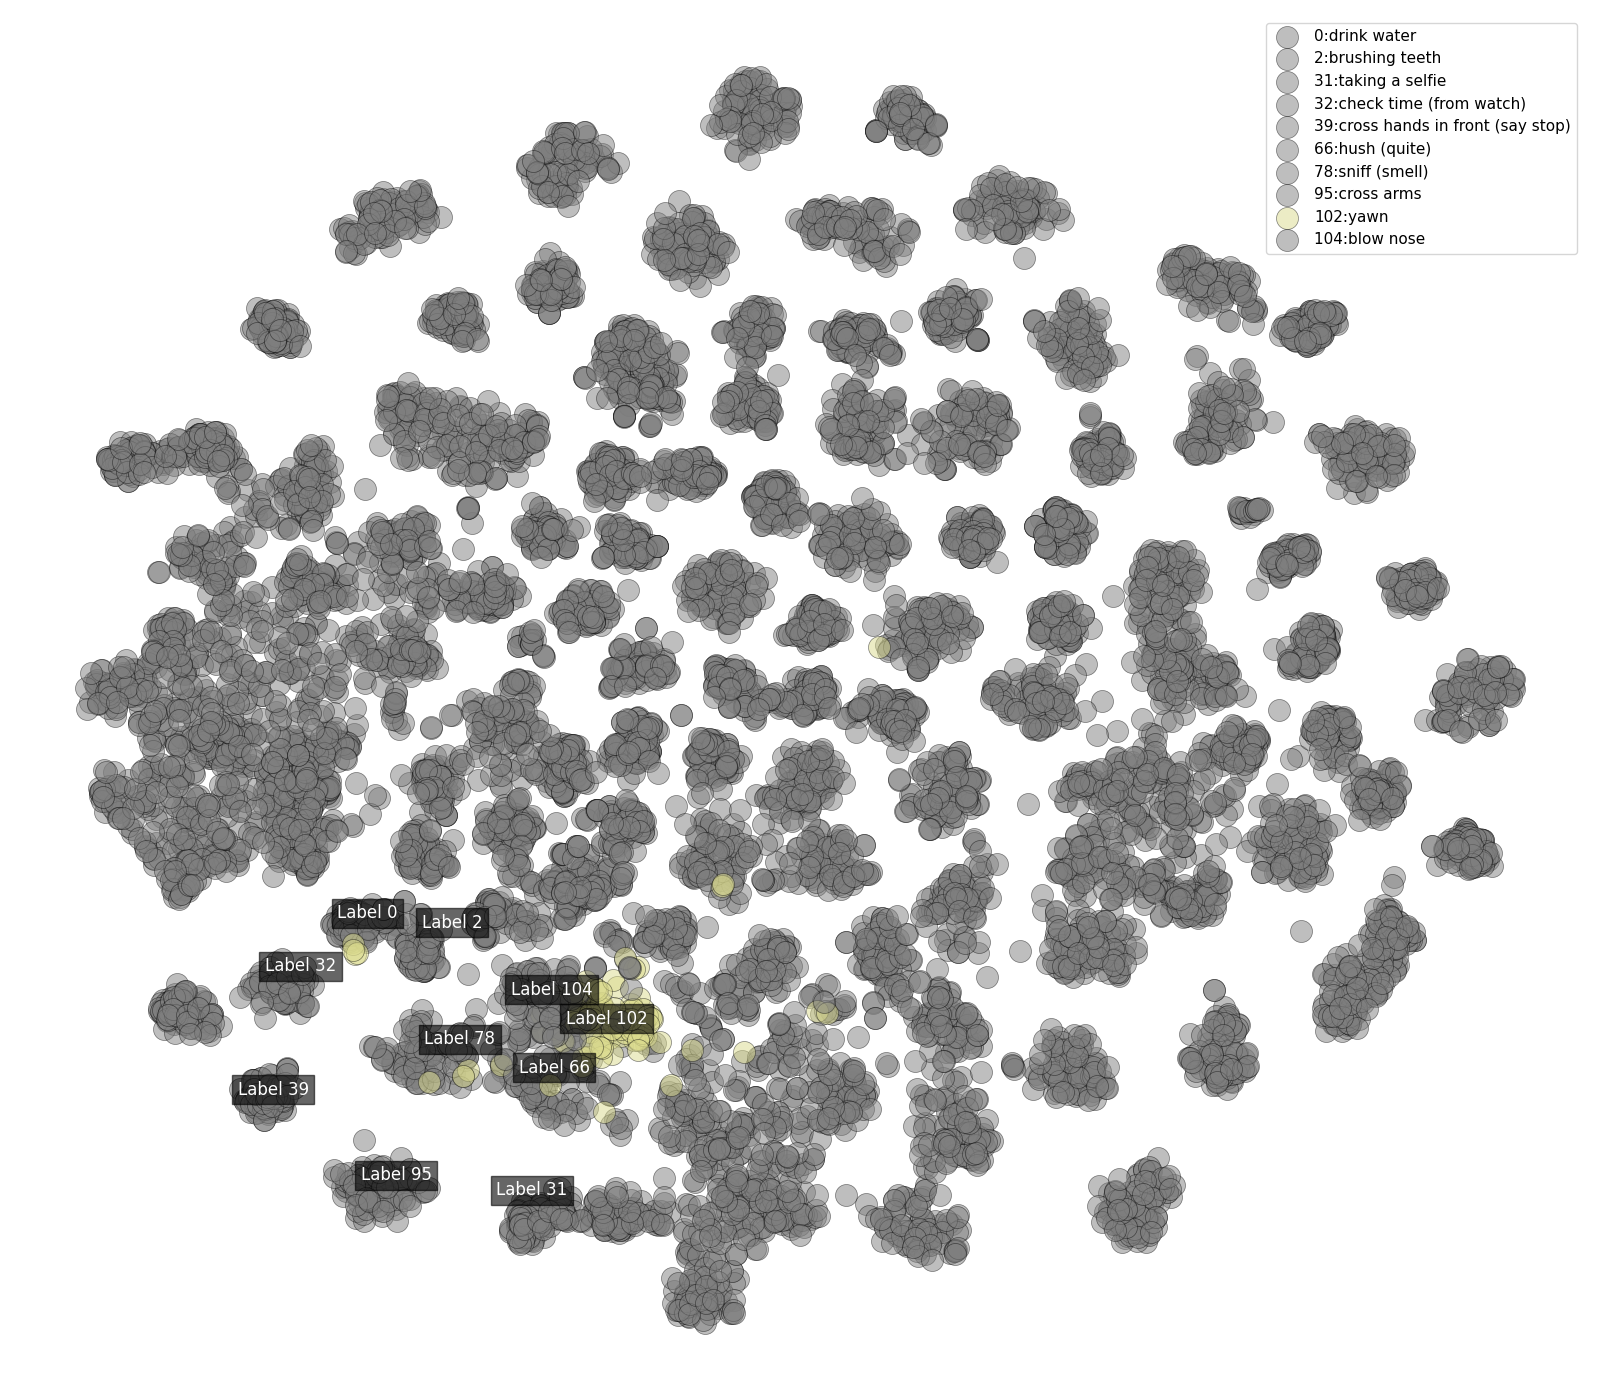 0:drink water
2:brushing teeth
31:taking a selfie
32:check time (from watch)
39:cross hands in front (say stop)
66:hush (quite)
78:sniff (smell)
95:cross arms
102:yawn
104:blow nose
Label 0
Label 2
Label 32
Label 104
Label 102
Label 78
Label 66
Label 39
Label 95
Label 31